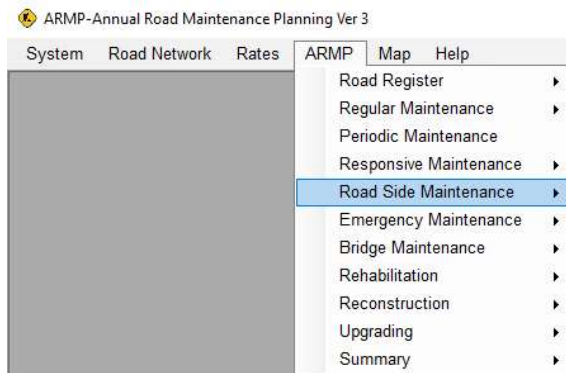 ARMP-Annual Road Maintenance Planning Ver 3
System Road Network Rates ARMP Map Help
Road Register
Regular Maintenance
Periodic Maintenance
Responsive Maintenance
Road Side Maintenance
Emergency Maintenance
Bridge Maintenance
Rehabilitation
Reconstruction
Upgrading
Summary